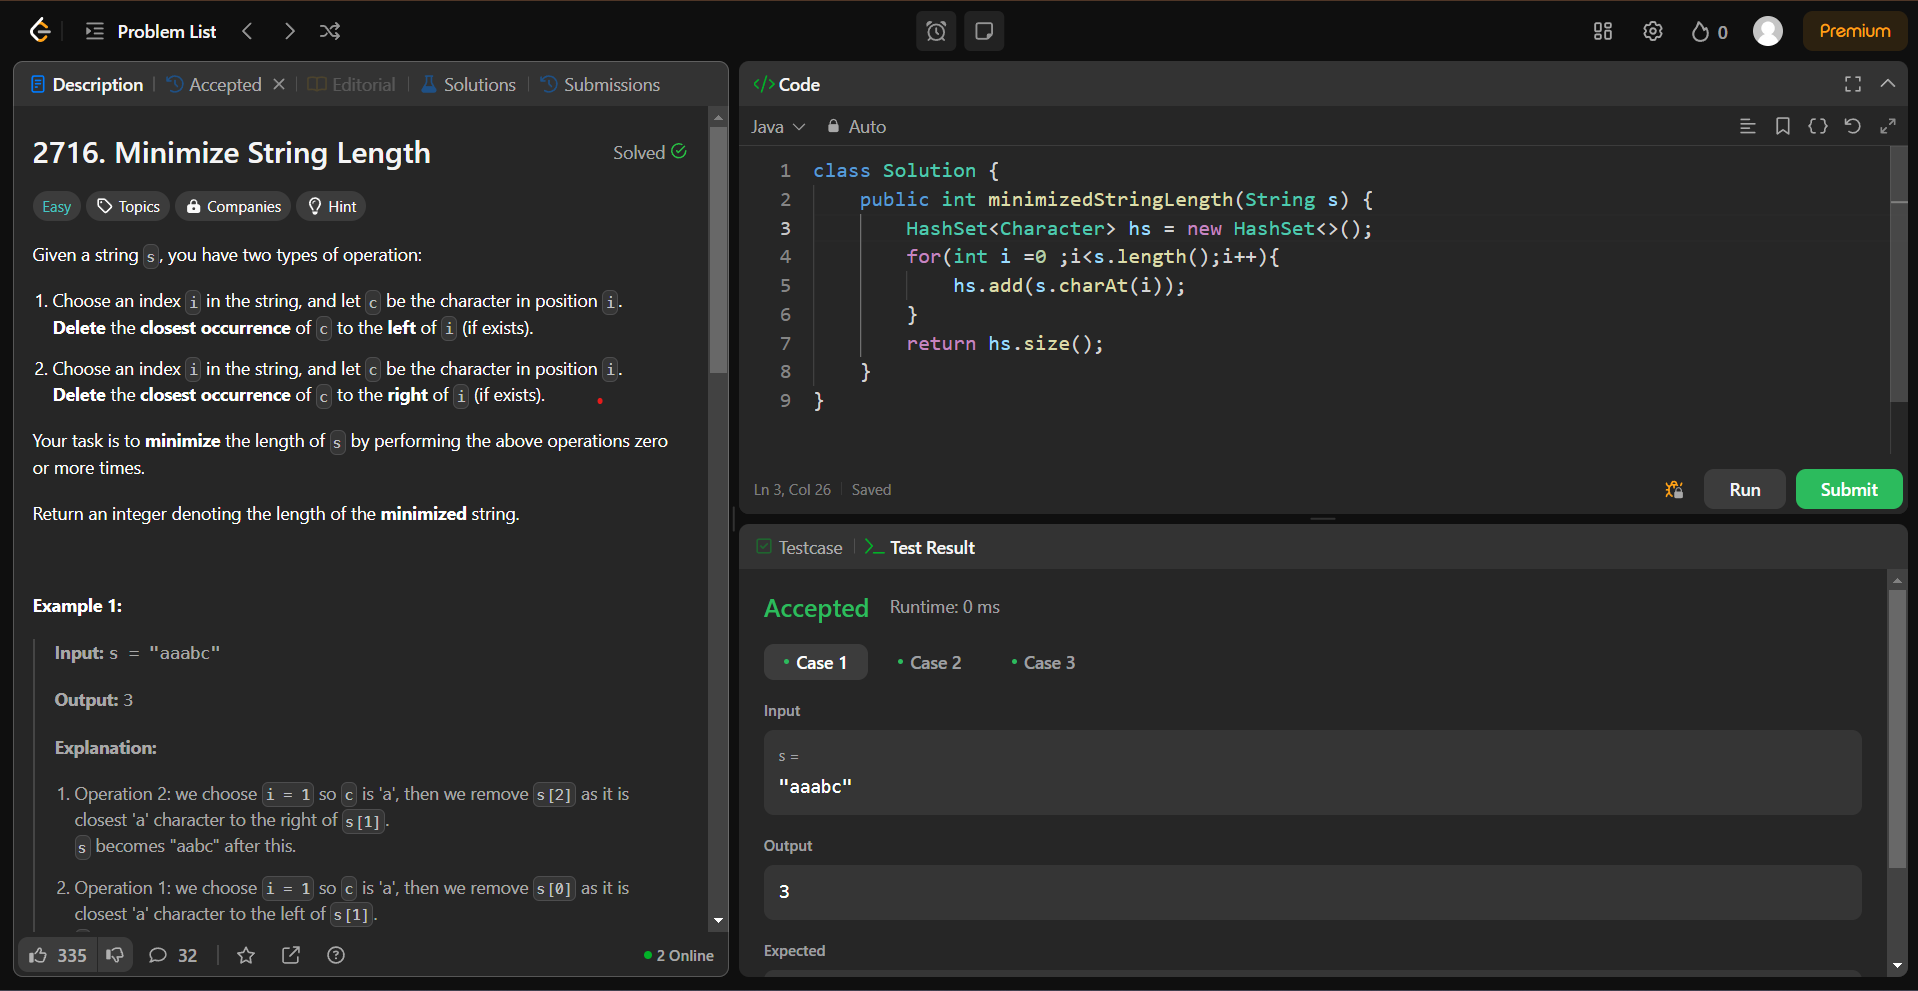 Problem List
0
Premium
Description
Accepted
Editorial
Solutions
Submissions
2716. Minimize String Length
Solved
Easy
Topics
Companies
Hint
Given a string s, you have two types of operation:
1. Choose an index i in the string, and let c be the character in position i.
Delete the closest occurrence of c to the left of i (if exists).
2. Choose an index i in the string, and let c be the character in position i.
Delete the closest occurrence of c to the right of i (if exists).
Your task is to minimize the length of s by performing the above operations zero
or more times.
Return an integer denoting the length of the minimized string.
Example 1:
Input: s = "aaabc"
Output: 3
Explanation:
1. Operation 2: we choose i = 1 so c is 'a', then we remove s[2] as it is
closest 'a' character to the right of s[1].
s becomes "aabc" after this.
2. Operation 1: we choose i = 1 so c is 'a', then we remove s[0] as it is
closest 'a' character to the left of s[1].
335
32
2 Online
</> Code
Java
Auto
1 class Solution {
2 public int minimizedStringLength(String s) {
3 HashSet<Character> hs = new HashSet<>();
4 for(int i =0 ;i<s.length();i++){
5 hs.add(s.charAt(i));
6 }
7 return hs.size();
8 }
9 }
Ln 3, Col 26
Saved
Run
Submit
Testcase
>_ Test Result
Accepted
Runtime: 0 ms
Case 1
Case 2
Case 3
Input
s =
"aaabc"
Output
3
Expected